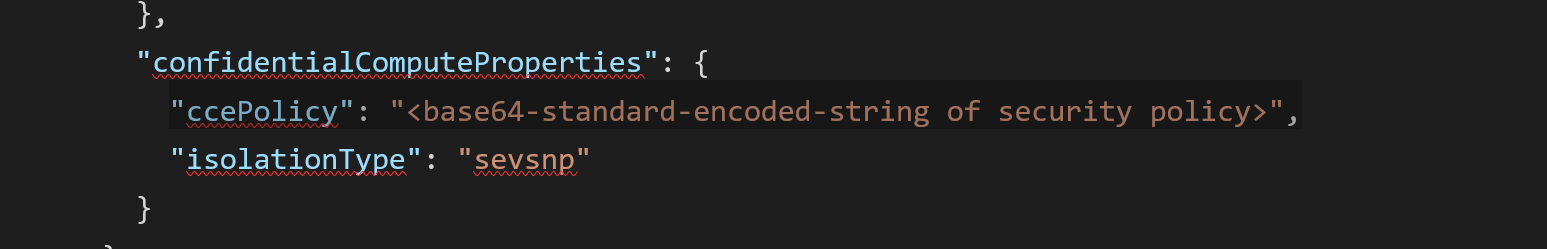 },
"confidentialComputeProperties": {
"ccePolicy": "<base64-standard-encoded-string of security policy>",
"isolationType": "sevsnp"
}
}